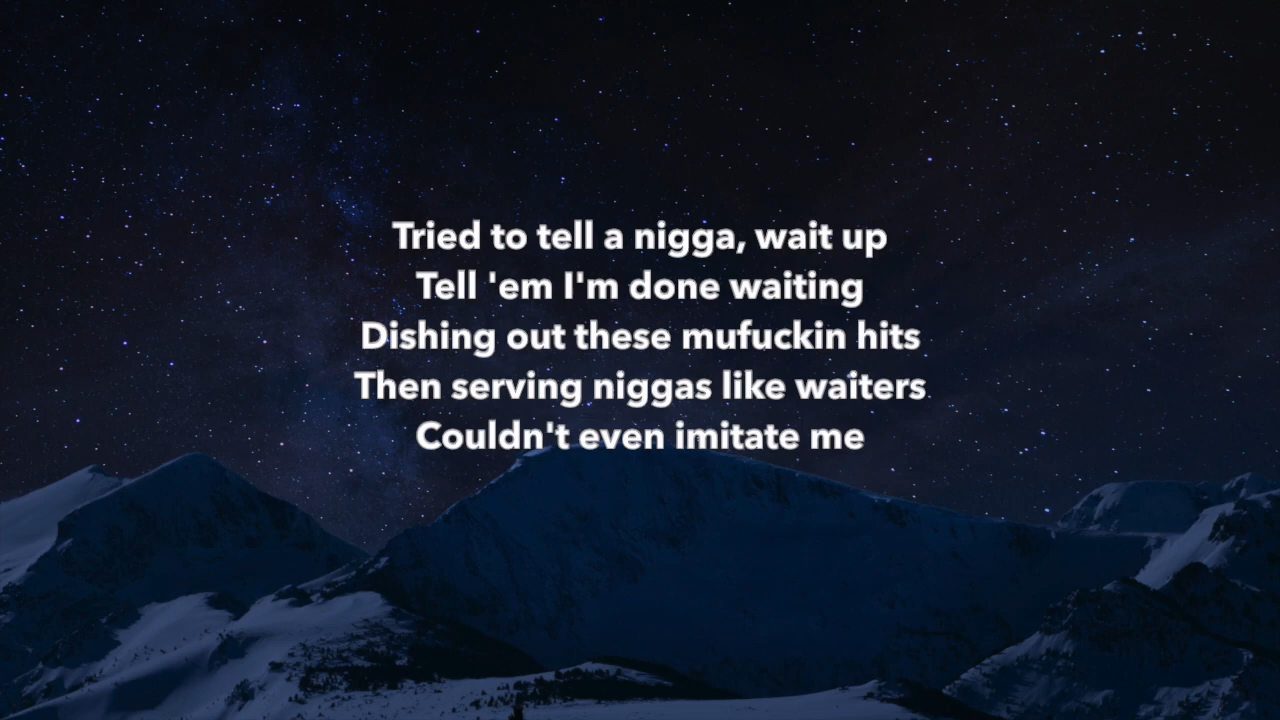 Tried to tell a nigga, wait up
Tell 'em I'm done waiting
Dishing out these mufuckin hits
Then serving niggas like waiters
Couldn't even imitate me